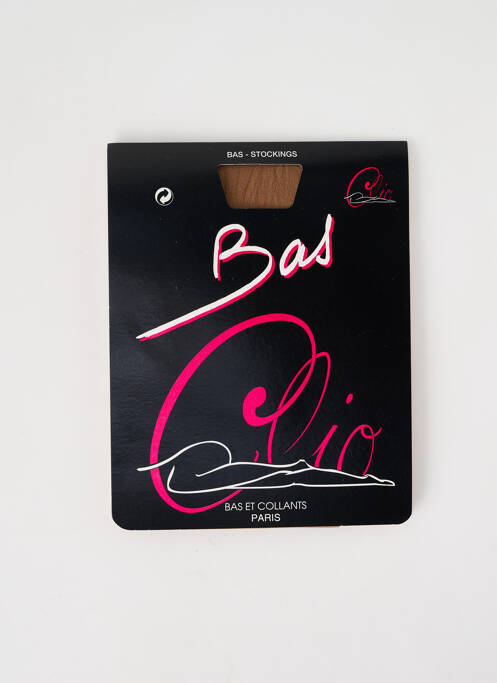 BAS - STOCKINGS
Clio
Bas
Clio
BAS ET COLLANTS
PARIS